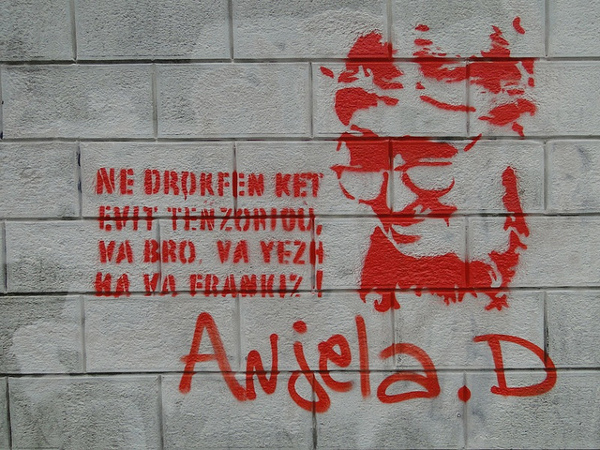 NE DROKFEN KET
EVIT TENZORIOU,
VA BRO, VA YEZH
HA VA FRANKIZ !
Anjela.D